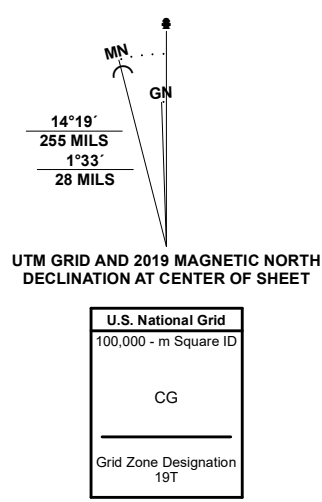 MN
GN
14°19´
255 MILS
1°33´
28 MILS
UTM GRID AND 2019 MAGNETIC NORTH
DECLINATION AT CENTER OF SHEET
U.S. National Grid
100,000 - m Square ID
CG
Grid Zone Designation
19T